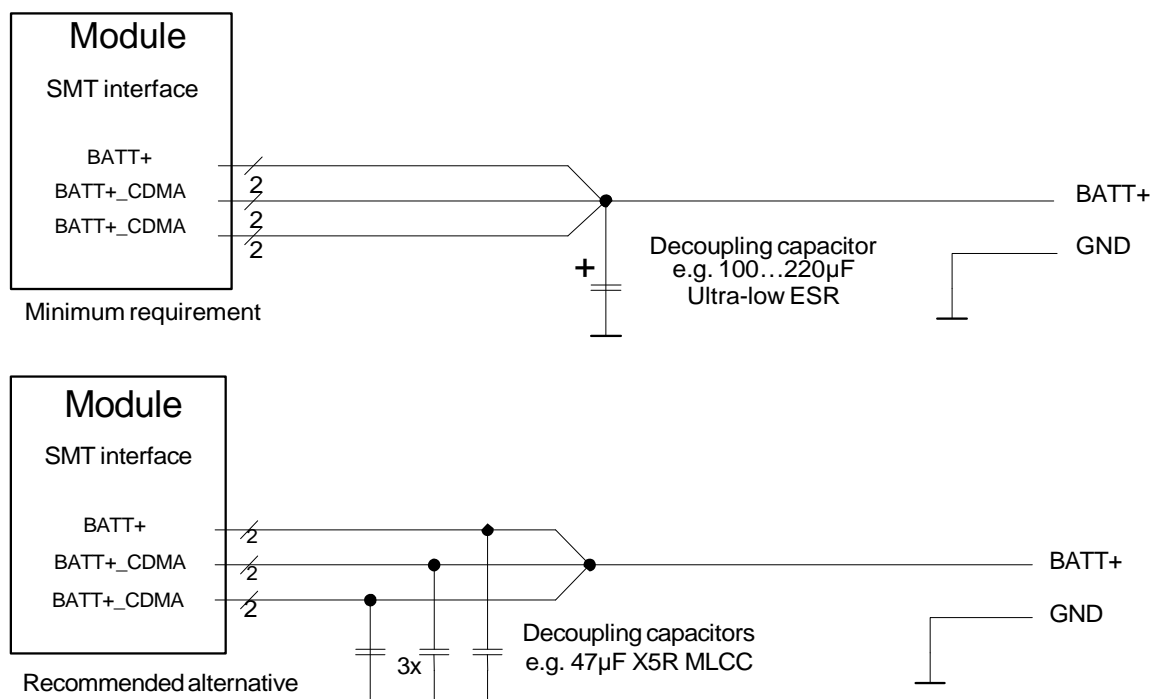 Module
SMT interface
BATT+
2
BATT+_CDMA
2
BATT+_CDMA
2
BATT+
GND
+
Decoupling capacitor
e.g. 100…220µF
Ultra-low ESR
Minimum requirement
Module
SMT interface
BATT+
2
BATT+_CDMA
2
BATT+_CDMA
2
BATT+
GND
3x
Decoupling capacitors
e.g. 47µF X5R MLCC
Recommended alternative